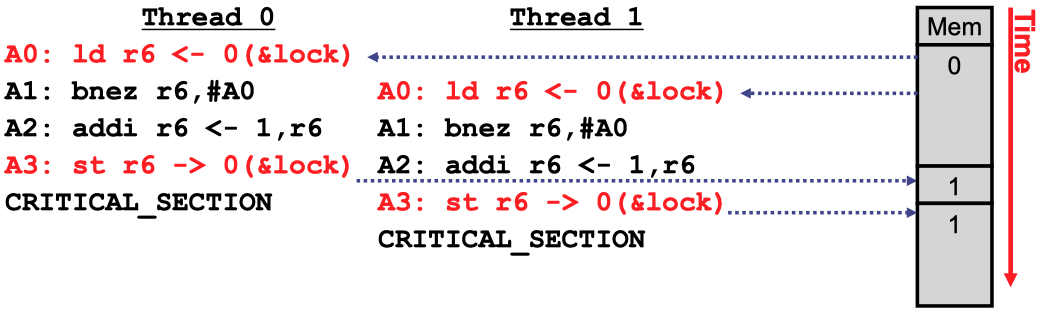 Thread 0
A0: ld r6 <- 0(&lock)
A1: bnez r6,#A0
A2: addi r6 <- 1,r6
A3: st r6 -> 0(&lock)
CRITICAL_SECTION
Thread 1
A0: ld r6 <- 0(&lock)
A1: bnez r6,#A0
A2: addi r6 <- 1,r6
A3: st r6 -> 0(&lock)
CRITICAL_SECTION
Mem
0
1
1
Time